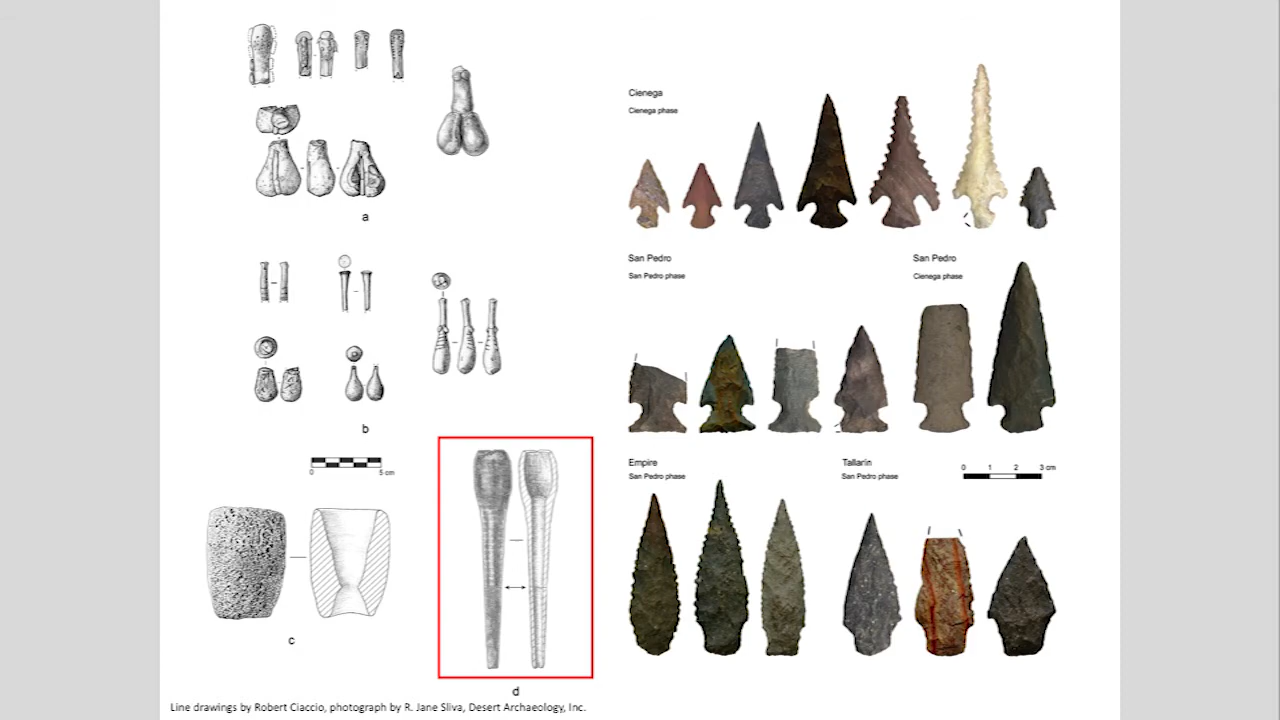 a
b
0 5 cm
c
d
Line drawings by Robert Ciaccio, photograph by R. Jane Sliva, Desert Archaeology, Inc.
Cienega
Cienega phase
San Pedro
San Pedro phase
San Pedro
Cienega phase
Empire
San Pedro phase
Tallarin
San Pedro phase
0 1 2 3 cm